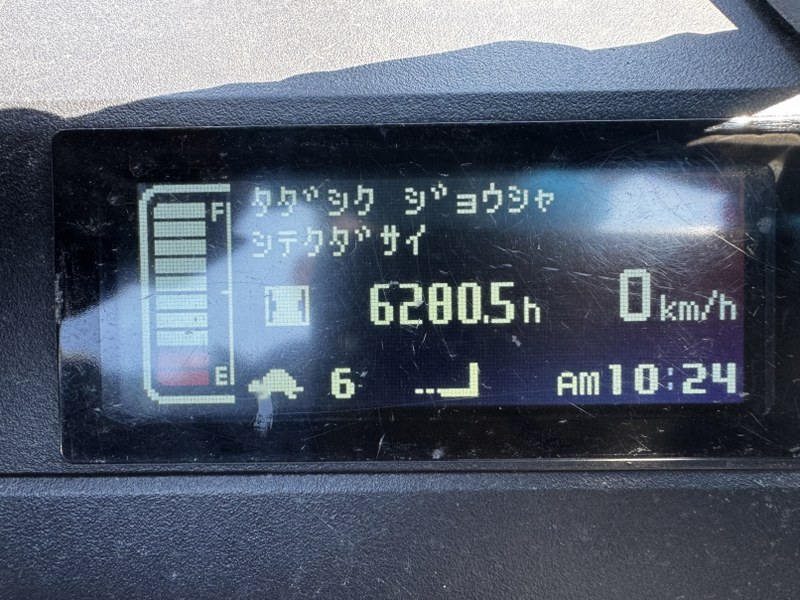 タダシク ジョウシャ
シテクダサイ
F
6280.5h
0km/h
E
6
AM10:24